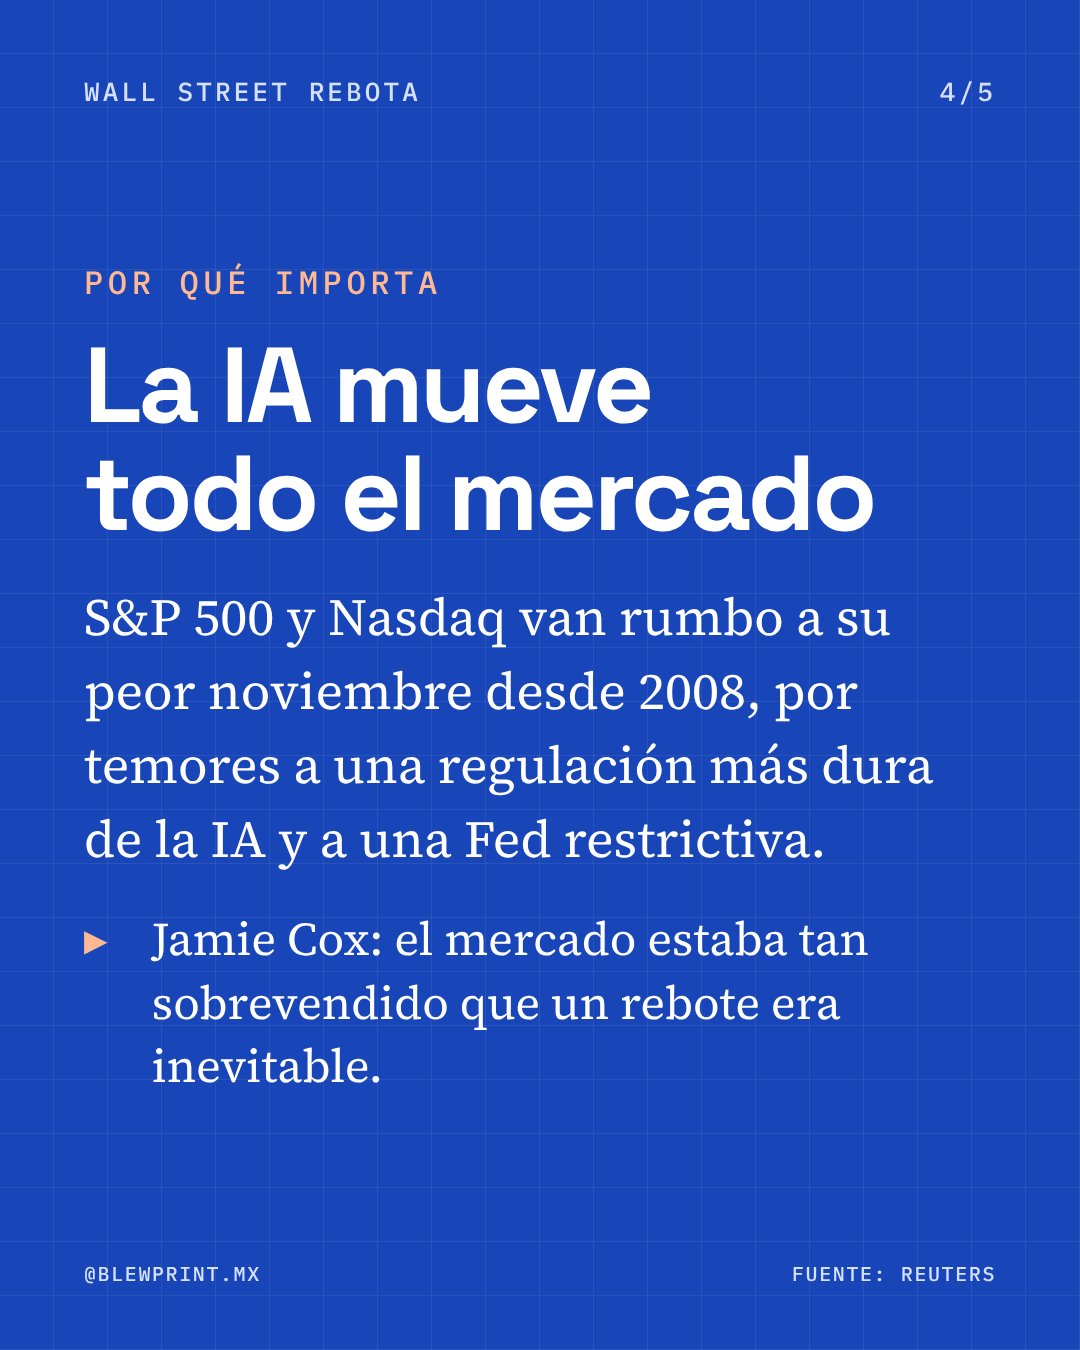 WALL STREET REBOTA
4/5
POR QUÉ IMPORTA
La IA mueve
todo el mercado
S&P 500 y Nasdaq van rumbo a su
peor noviembre desde 2008, por
temores a una regulación más dura
de la IA y a una Fed restrictiva.
► Jamie Cox: el mercado estaba tan
sobrevendido que un rebote era
inevitable.
@BLEWPRINT.MX
FUENTE: REUTERS